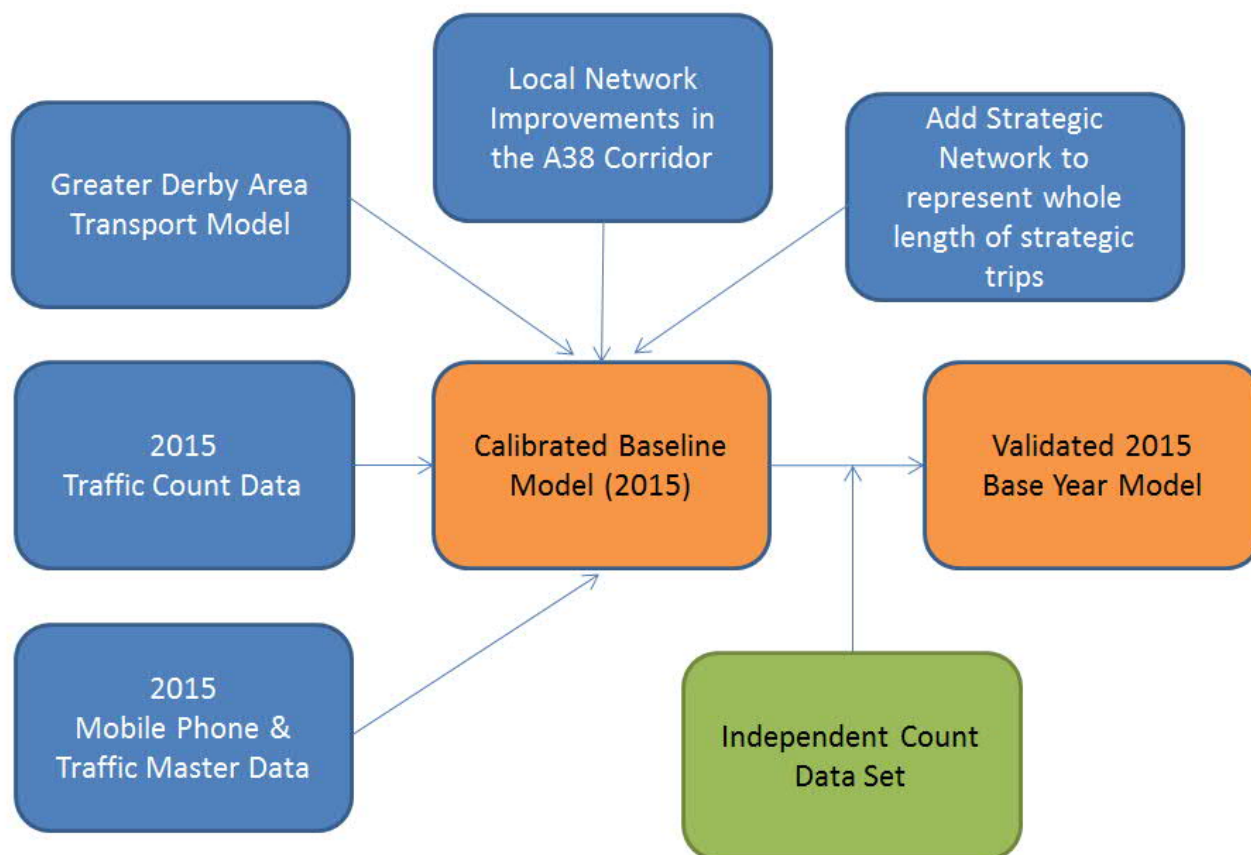 Local Network
Improvements in
the A38 Corridor
Add Strategic
Network to
represent whole
length of strategic
trips
Greater Derby Area
Transport Model
2015
Traffic Count Data
Calibrated Baseline
Model (2015)
Validated 2015
Base Year Model
2015
Mobile Phone &
Traffic Master Data
Independent Count
Data Set